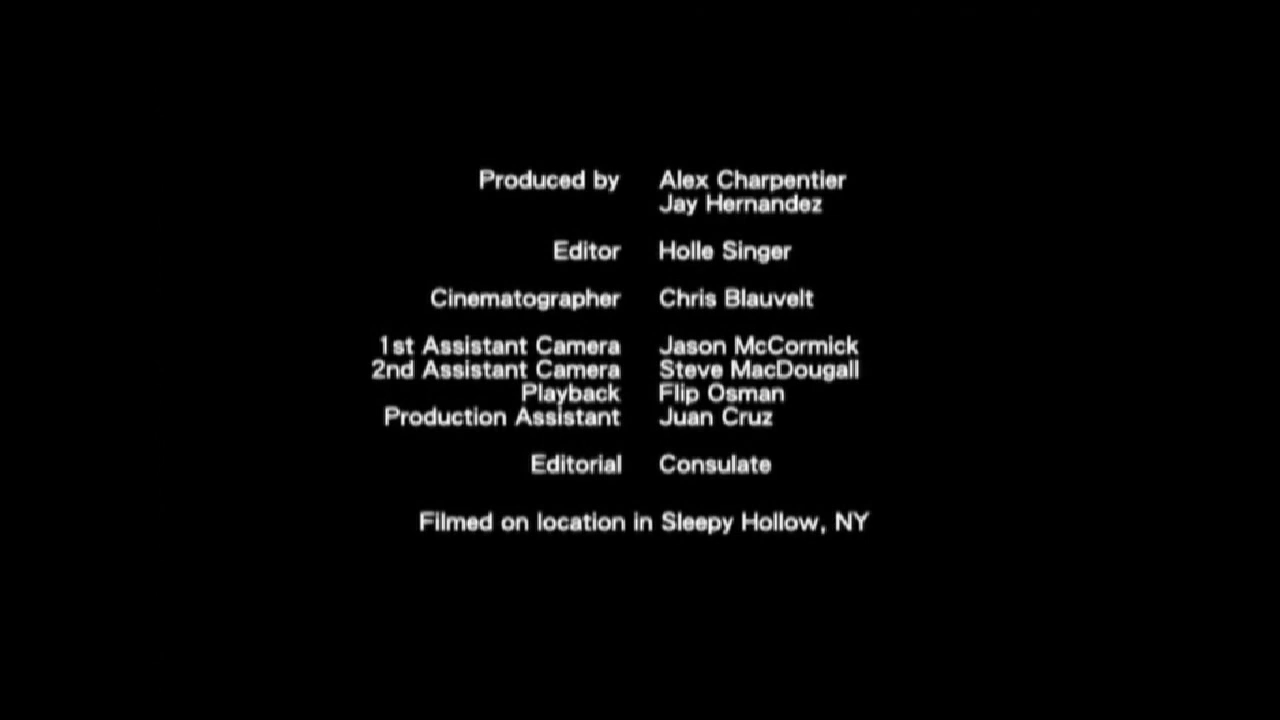 Produced by Alex Charpentier
Jay Hernandez
Editor Holle Singer
Cinematographer Chris Blauvelt
1st Assistant Camera Jason McCormick
2nd Assistant Camera Steve MacDougall
Playback Flip Osman
Production Assistant Juan Cruz
Editorial Consulate
Filmed on location in Sleepy Hollow, NY